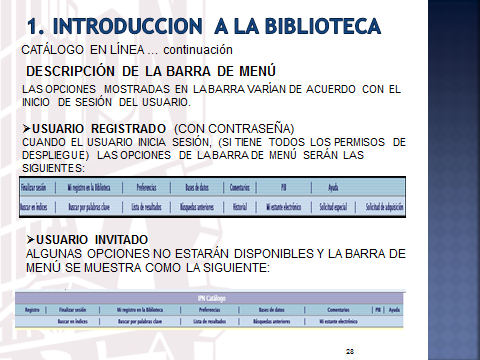 1. INTRODUCCION A LA BIBLIOTECA
CATÁLOGO EN LÍNEA ... continuación
DESCRIPCIÓN DE LA BARRA DE MENÚ
LAS OPCIONES MOSTRADAS EN LA BARRA VARÍAN DE ACUERDO CON EL
INICIO DE SESIÓN DEL USUARIO.
➢USUARIO REGISTRADO (CON CONTRASEÑA)
CUANDO EL USUARIO INICIA SESIÓN, (SI TIENE TODOS LOS PERMISOS DE
DESPLIEGUE) LAS OPCIONES DE LA BARRA DE MENÚ SERÁN LAS
SIGUIENTES:
Finalizar sesión | Mi registro en la Biblioteca | Preferencias | Bases de datos | Comentarios | PIB | Ayuda
Buscar en índices | Buscar por palabras clave | Lista de resultados | Búsquedas anteriores | Historial | Mi estante electrónico | Solicitud especial | Solicitud de adquisición
➢USUARIO INVITADO
ALGUNAS OPCIONES NO ESTARÁN DISPONIBLES Y LA BARRA DE
MENÚ SE MUESTRA COMO LA SIGUIENTE:
IPN Catálogo
Registro | Finalizar sesión | Mi registro en la Biblioteca | Preferencias | Bases de datos | Comentarios | PIB | Ayuda
Buscar en índices | Buscar por palabras clave | Lista de resultados | Búsquedas anteriores | Mi estante electrónico
28